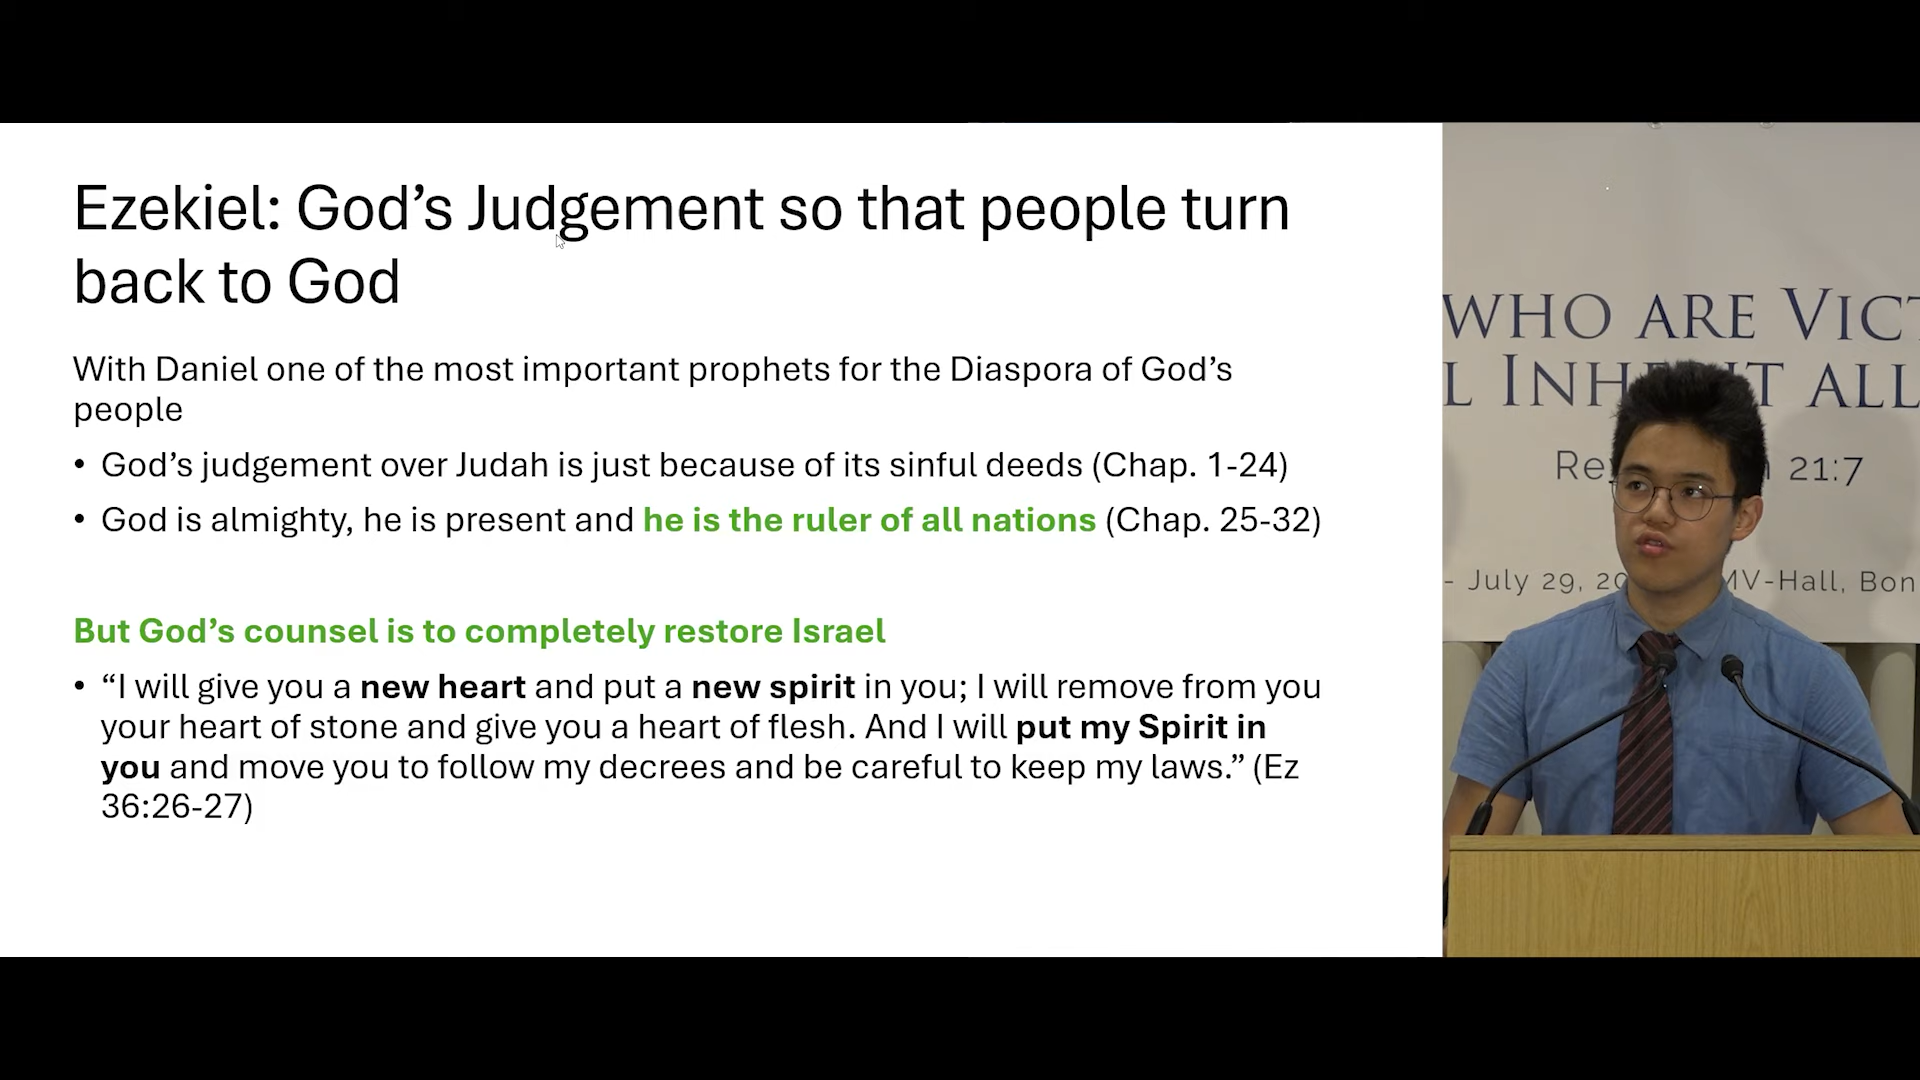 Ezekiel: God’s Judgement so that people turn
back to God
With Daniel one of the most important prophets for the Diaspora of God’s
people
• God’s judgement over Judah is just because of its sinful deeds (Chap. 1-24)
• God is almighty, he is present and he is the ruler of all nations (Chap. 25-32)
But God’s counsel is to completely restore Israel
• “I will give you a new heart and put a new spirit in you; I will remove from you
your heart of stone and give you a heart of flesh. And I will put my Spirit in
you and move you to follow my decrees and be careful to keep my laws.” (Ez
36:26-27)
WHO ARE VICT
L INH T ALL
Re 21:7
- July 29, 20 MV-Hall, Bon